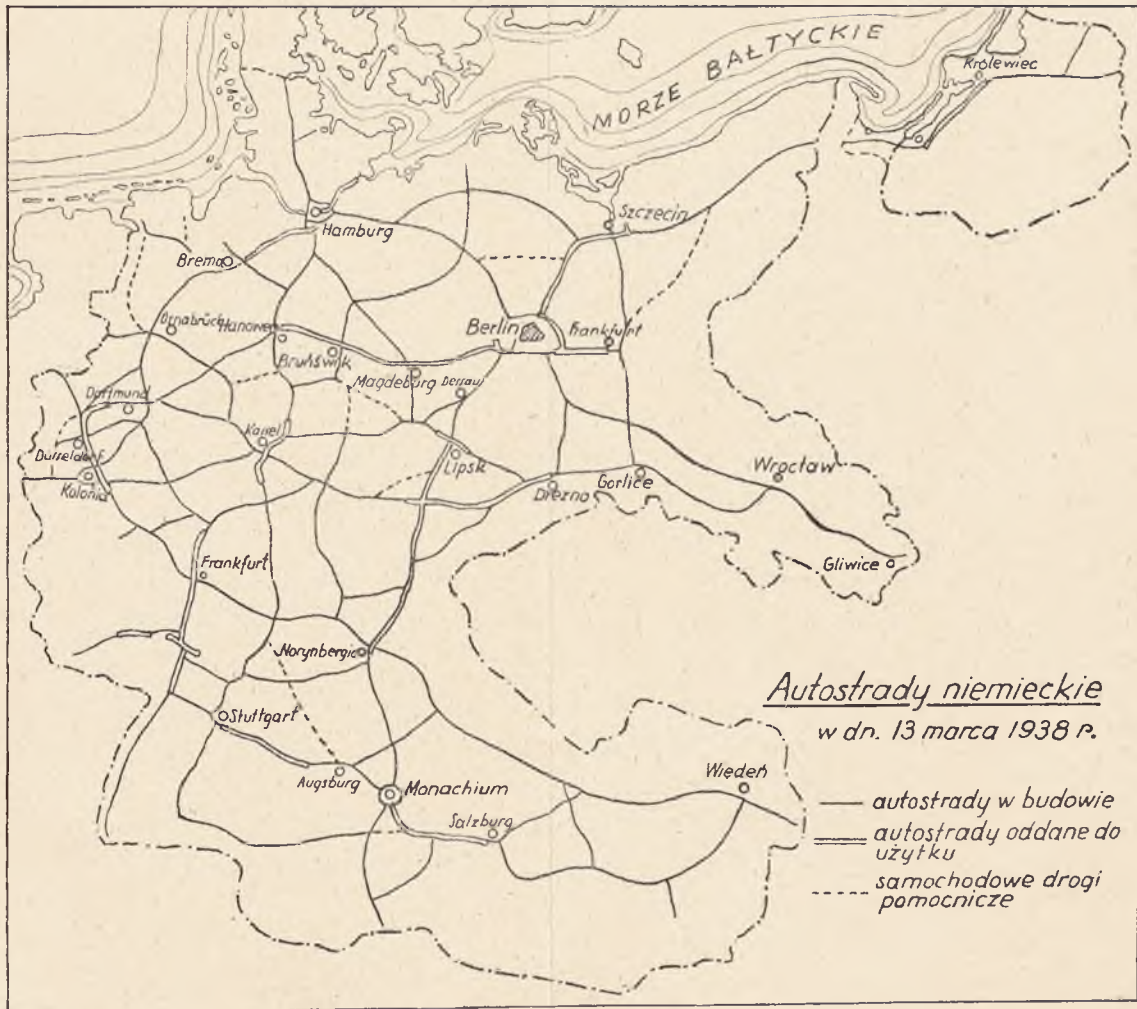 MORZE BAŁTYCKIE
Królewiec
Szczecin
Hamburg
Brema
Osnabrück
Hanower
Berlin
Frankfurt
Brunświk
Magdeburg
Dessau
Dortmund
Kassel
Lipsk
Düsseldorf
Kolonia
Drezno
Gorlice
Wrocław
Gliwice
Frankfurt
Norynbergia
Stuttgart
Augsburg
Monachium
Salzburg
Wiedeń
Autostrady niemieckie
w dn. 13 marca 1938 r.
autostrady w budowie
autostrady oddane do
użytku
samochodowe drogi
pomocnicze